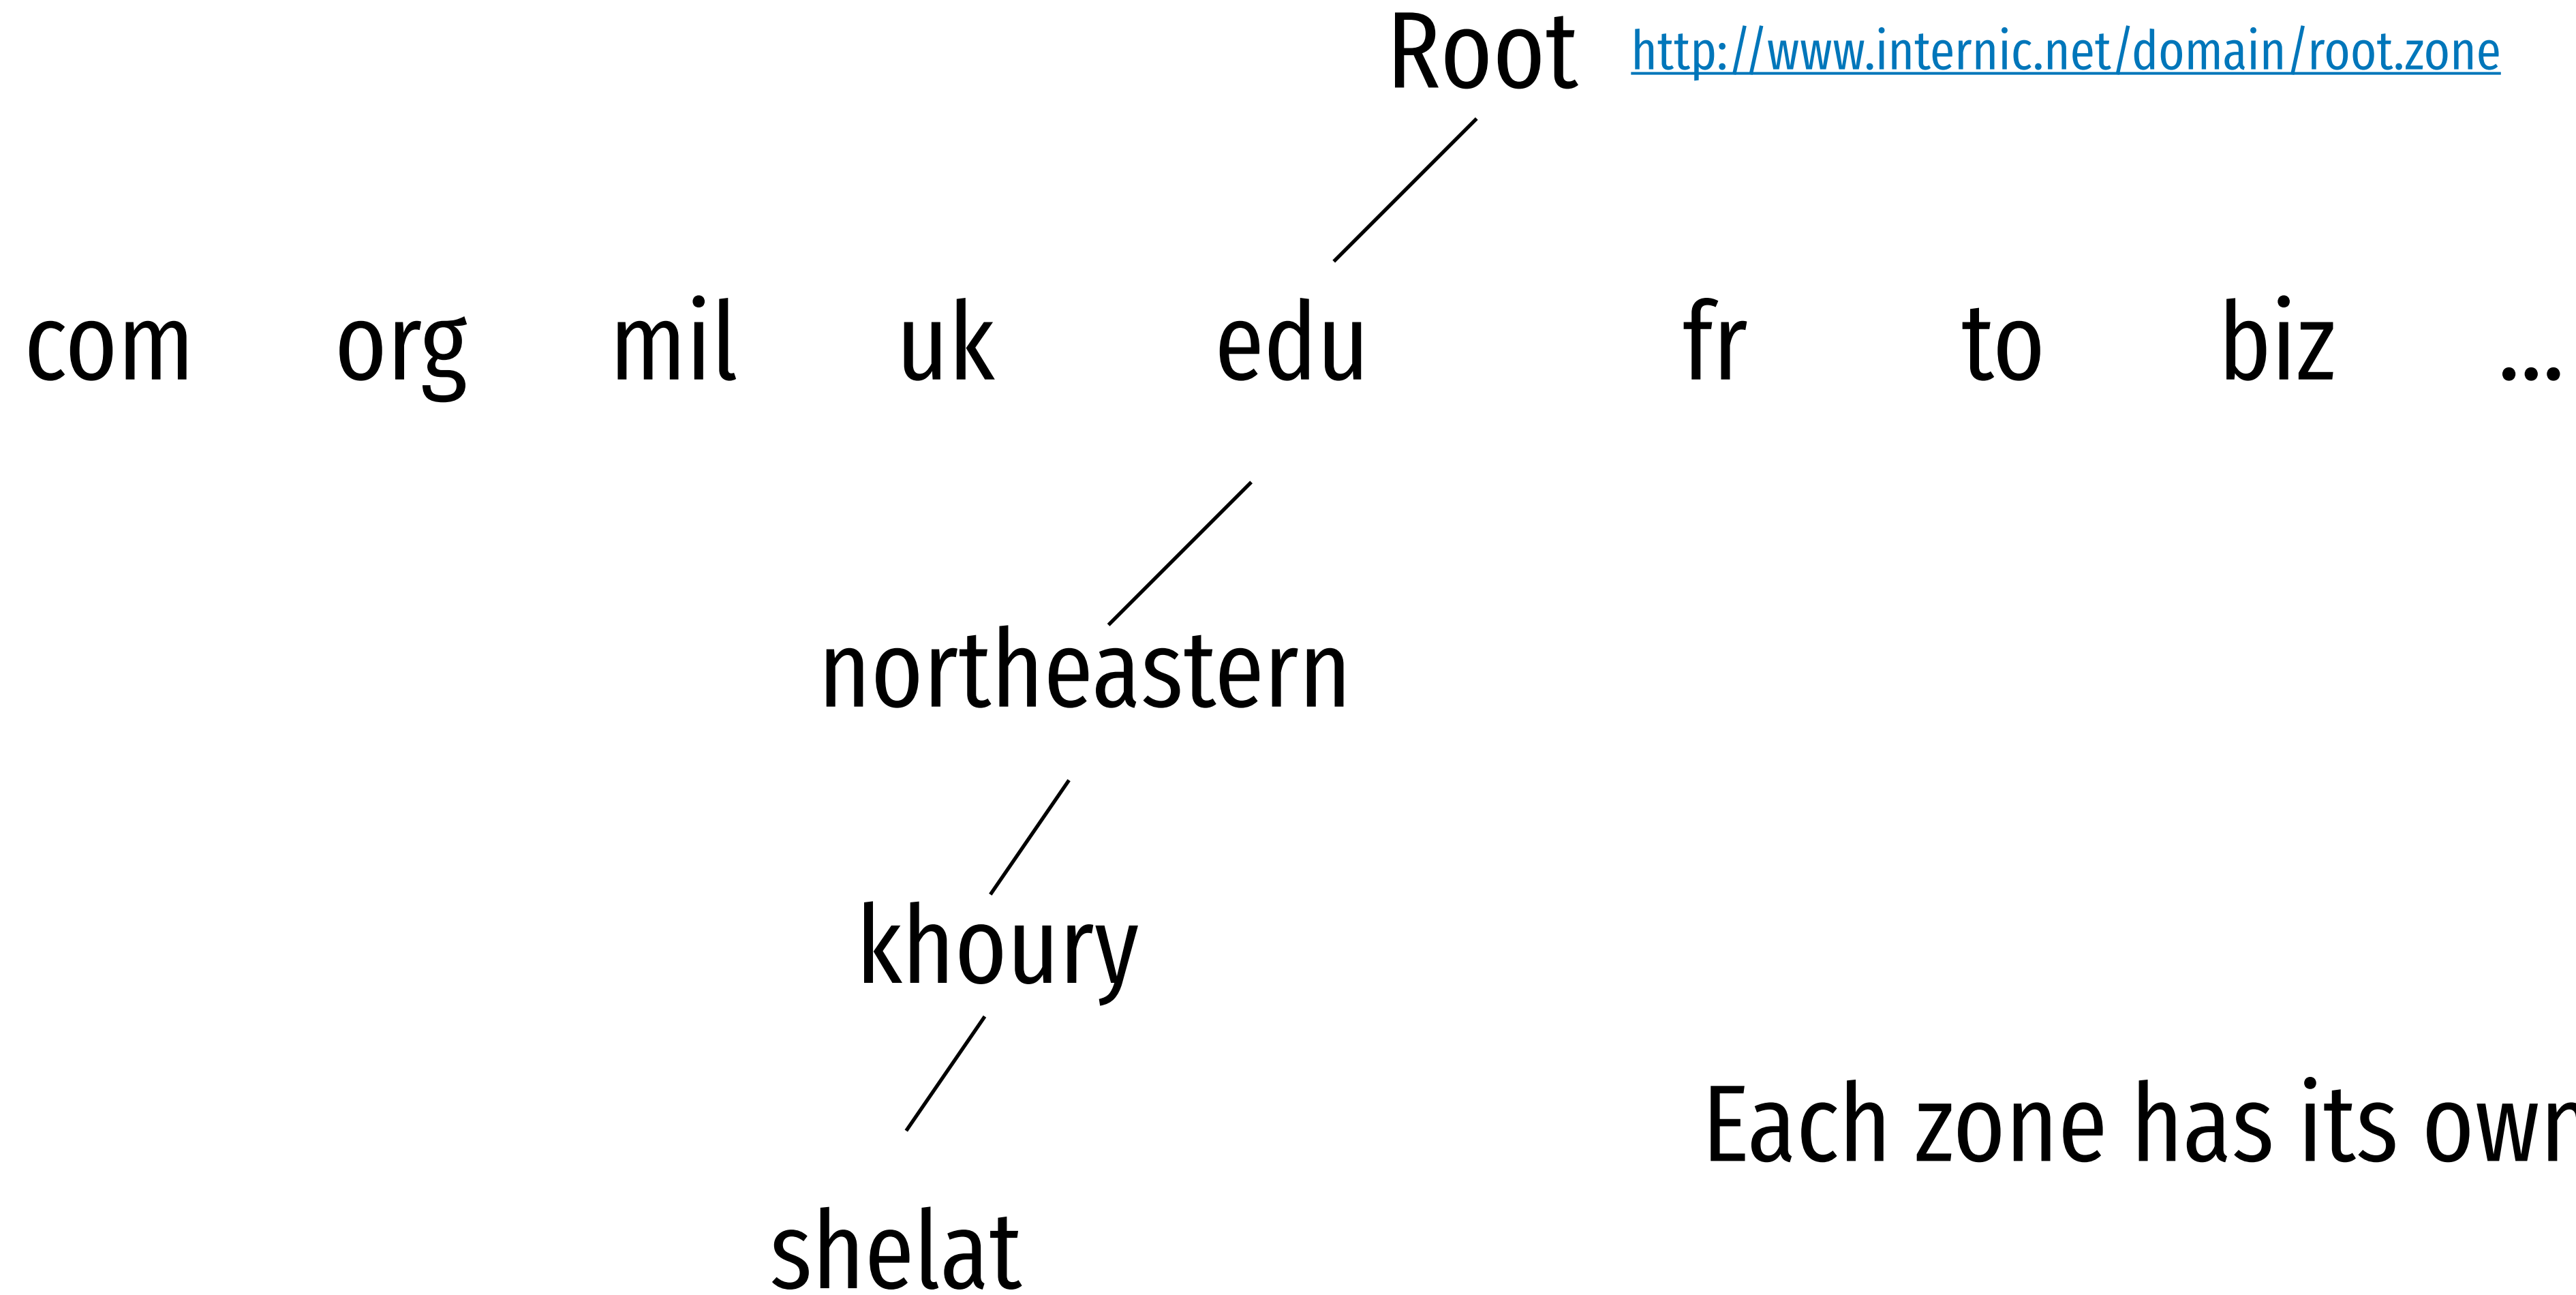 Root http://www.internic.net/domain/root.zone
com org mil uk edu fr to biz ...
northeastern
khoury
Each zone has its own
shelat